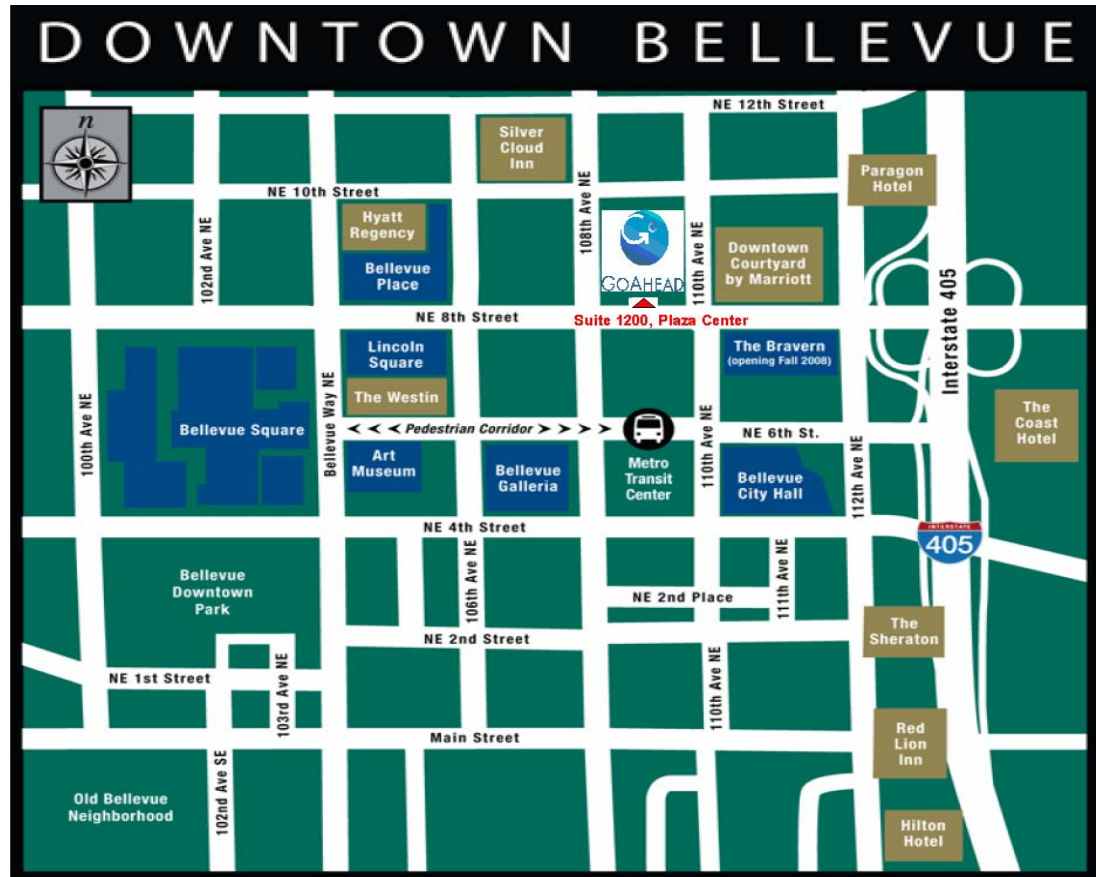 DOWNTOWN BELLEVUE
n
NE 12th Street
Silver
Cloud
Inn
Paragon
Hotel
NE 10th Street
102nd Ave NE
Hyatt
Regency
Bellevue
Place
108th Ave NE
G
GOAHEAD
110th Ave NE
Downtown
Courtyard
by Marriott
Interstate 405
NE 8th Street
Suite 1200, Plaza Center
Lincoln
Square
The Westin
The Bravern
(opening Fall 2008)
100th Ave NE
Bellevue Square
Bellevue Way NE
< < < Pedestrian Corridor > > > > >
110th Ave NE
NE 6th St.
112th Ave NE
The
Coast
Hotel
Art
Museum
Bellevue
Galleria
Metro
Transit
Center
Bellevue
City Hall
NE 4th Street
INTERSTATE
405
Bellevue
Downtown
Park
106th Ave NE
NE 2nd Place
111th Ave NE
NE 2nd Street
The
Sheraton
NE 1st Street
103rd Ave NE
110th Ave NE
Main Street
Red
Lion
Inn
Old Bellevue
Neighborhood
102nd Ave SE
Hilton
Hotel